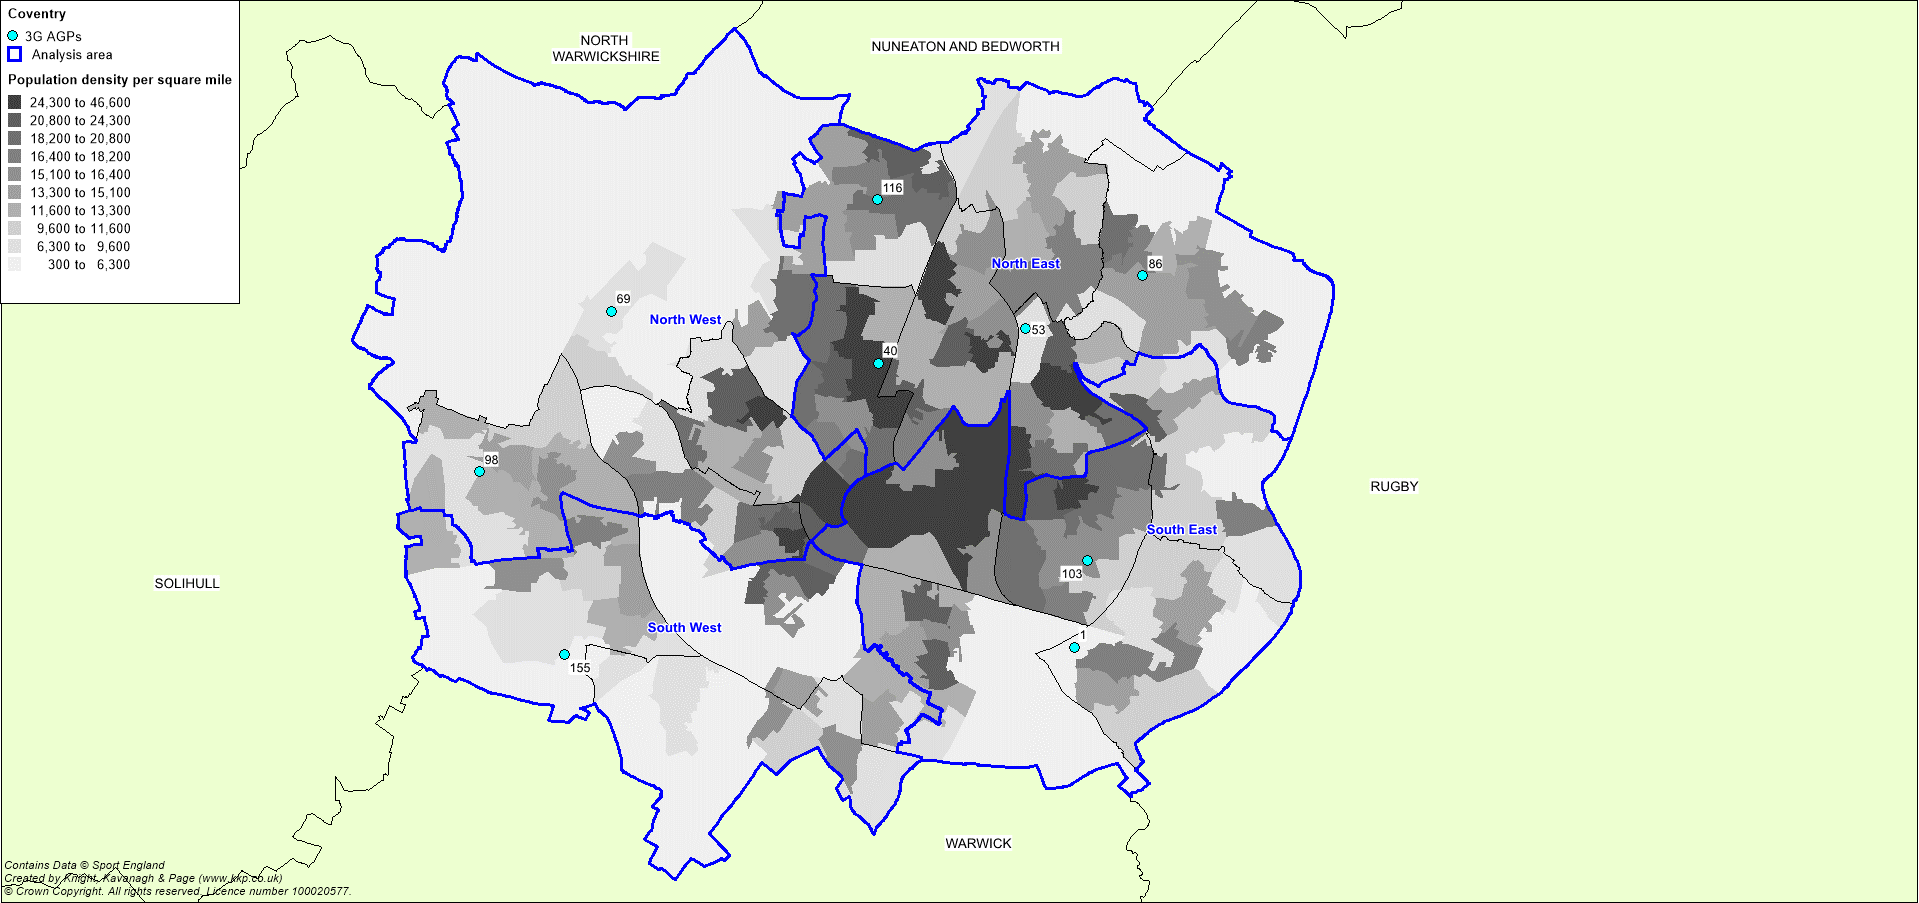 Coventry
3G AGPs
Analysis area
Population density per square mile
24,300 to 46,600
20,800 to 24,300
18,200 to 20,800
16,400 to 18,200
15,100 to 16,400
13,300 to 15,100
11,600 to 13,300
9,600 to 11,600
6,300 to 9,600
300 to 6,300
NORTH
WARWICKSHIRE
NUNEATON AND BEDWORTH
116
North East
86
69
North West
53
40
98
RUGBY
South East
103
SOLIHULL
South West
1
155
WARWICK
Contains Data © Sport England
Created by Knight, Kavanagh & Page (www.kkp.co.uk)
© Crown Copyright. All rights reserved. Licence number 100020577.